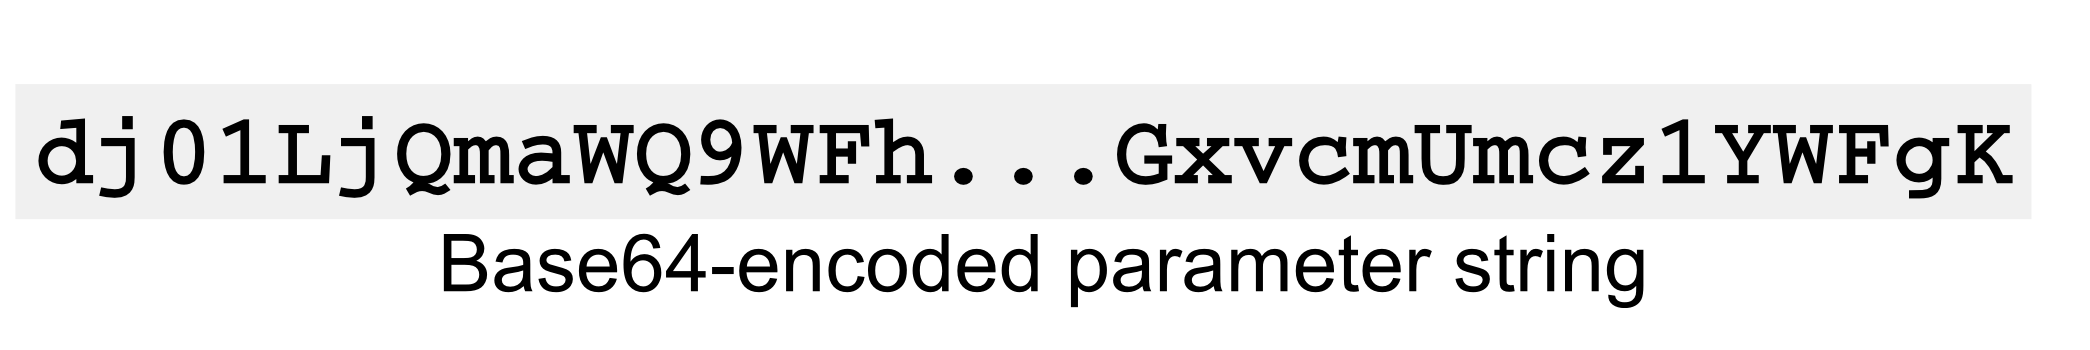 dj01LjQmaWQ9WFh...GxvcmUmcz1YWFgK
Base64-encoded parameter string